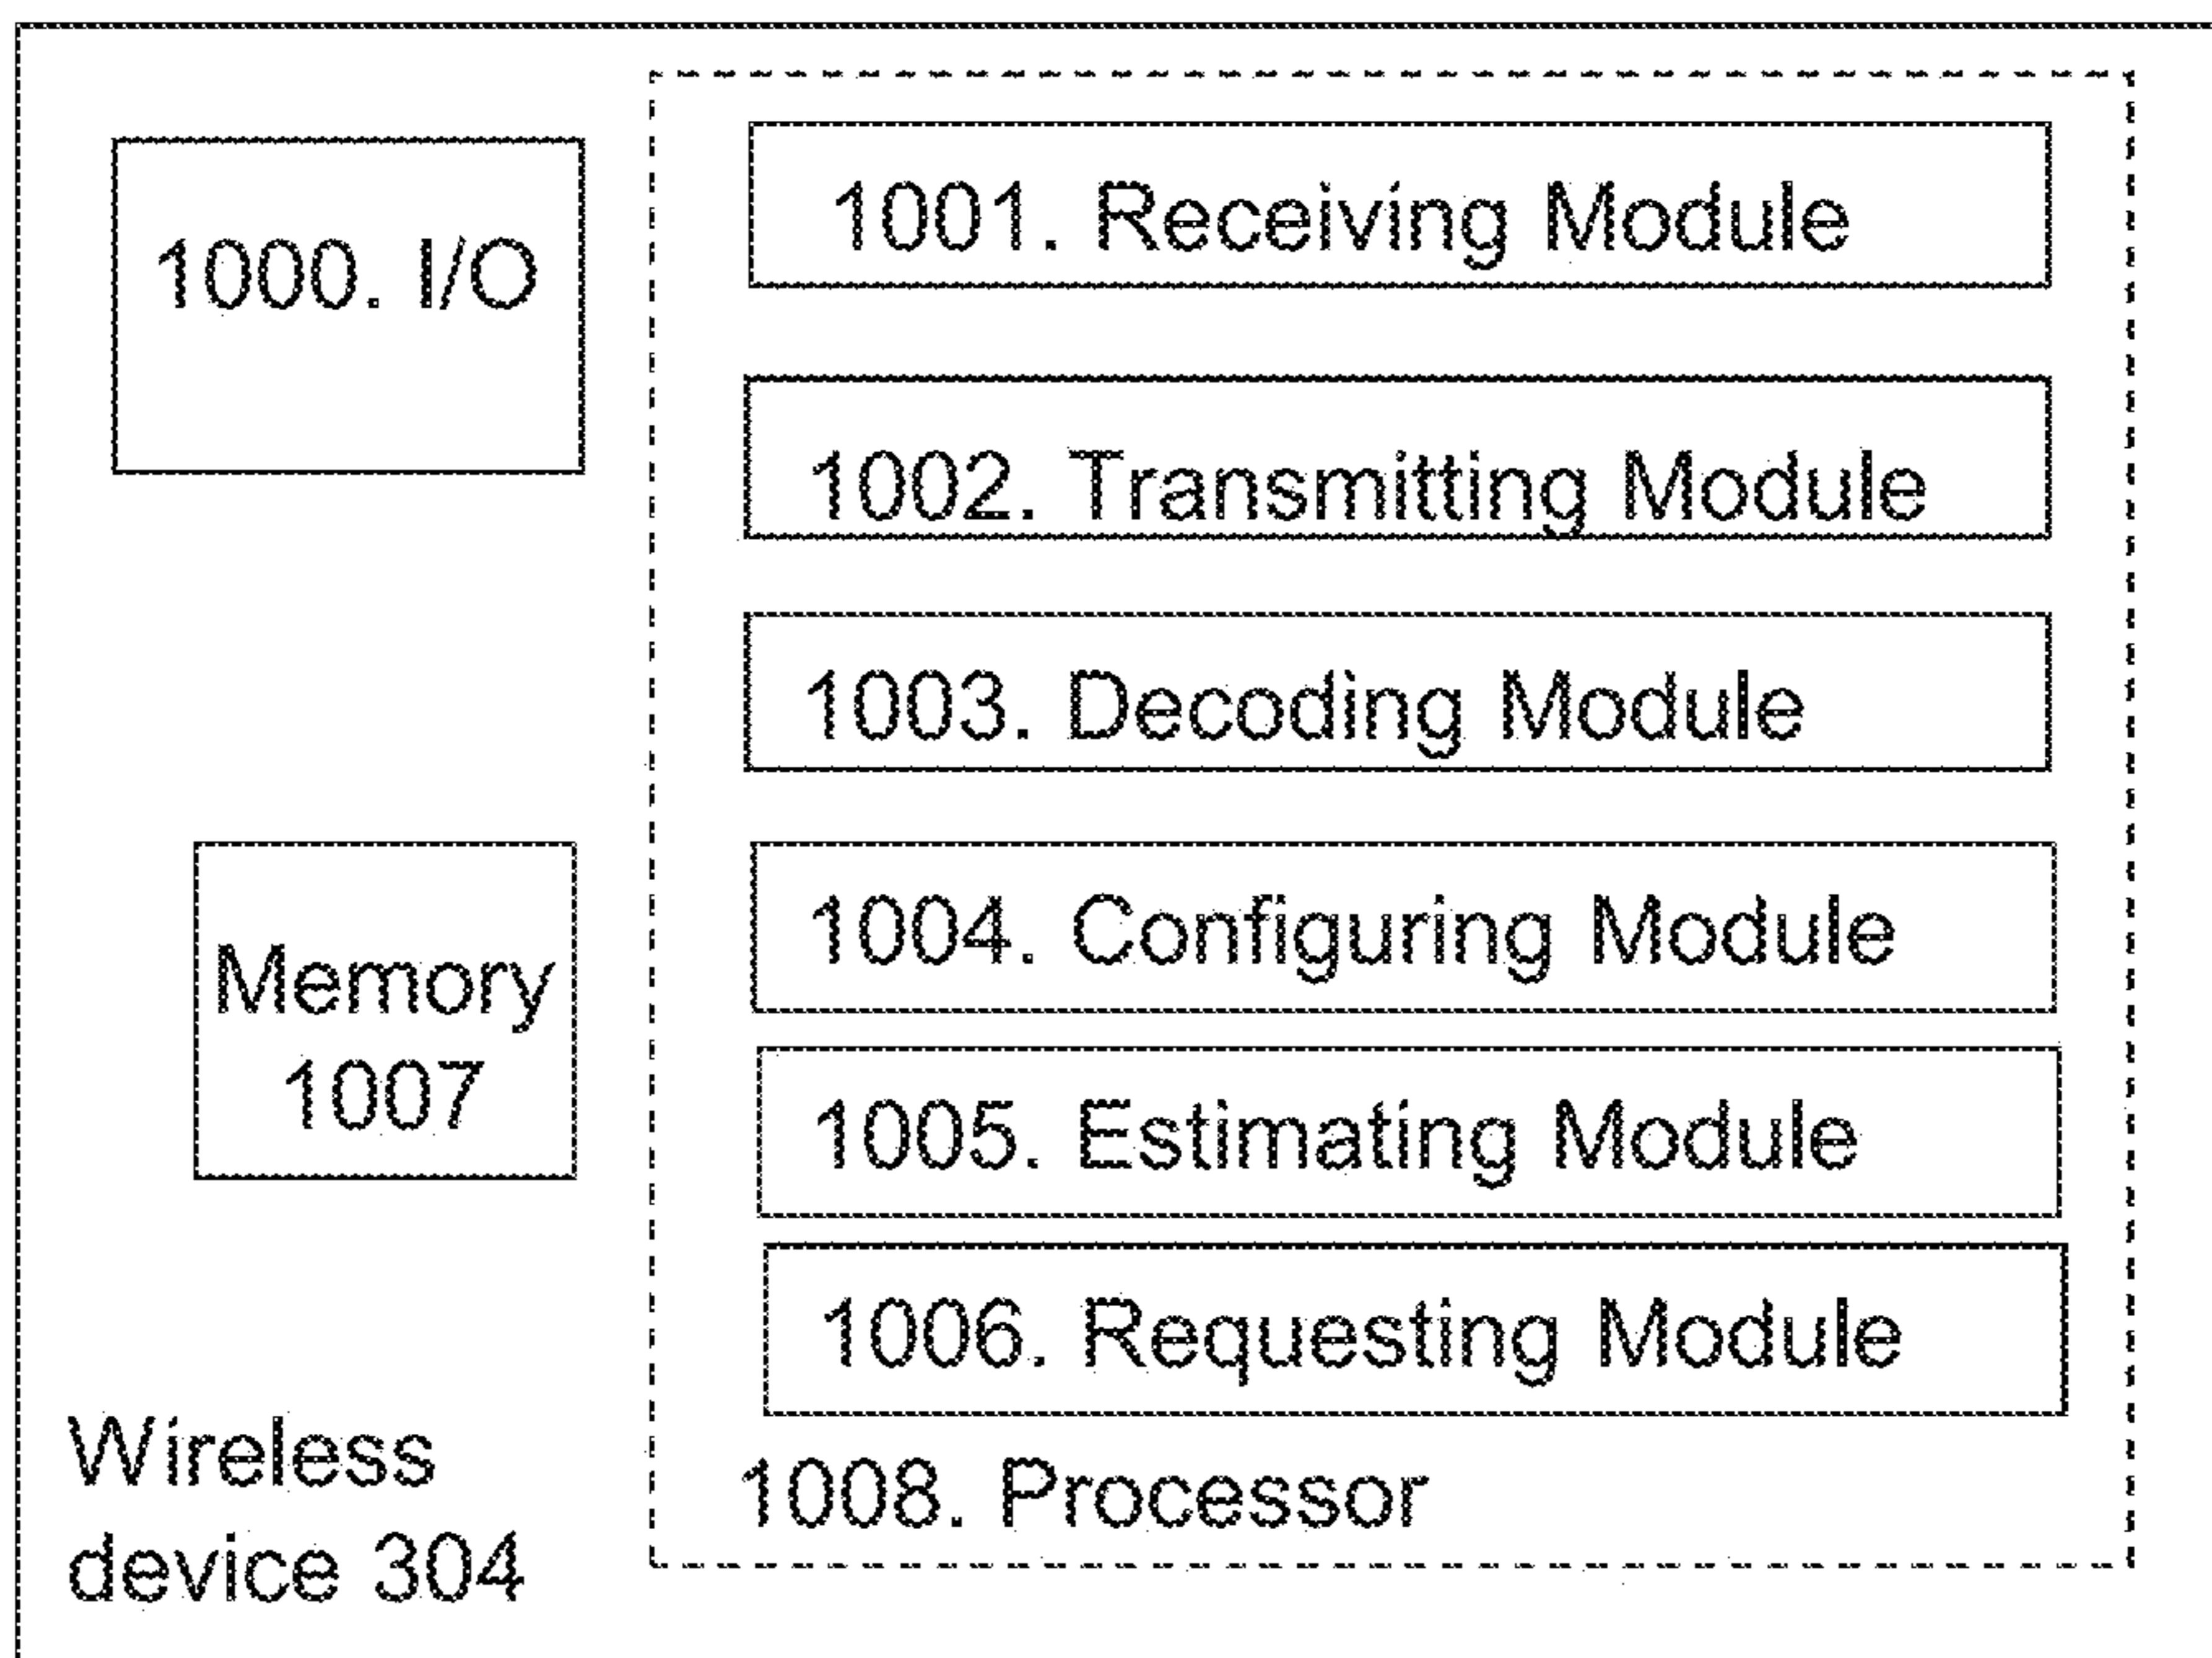 1000. I/O
Memory
1007
Wireless
device 304
1001. Receiving Module
1002. Transmitting Module
1003. Decoding Module
1004. Configuring Module
1005. Estimating Module
1006. Requesting Module
1008. Processor